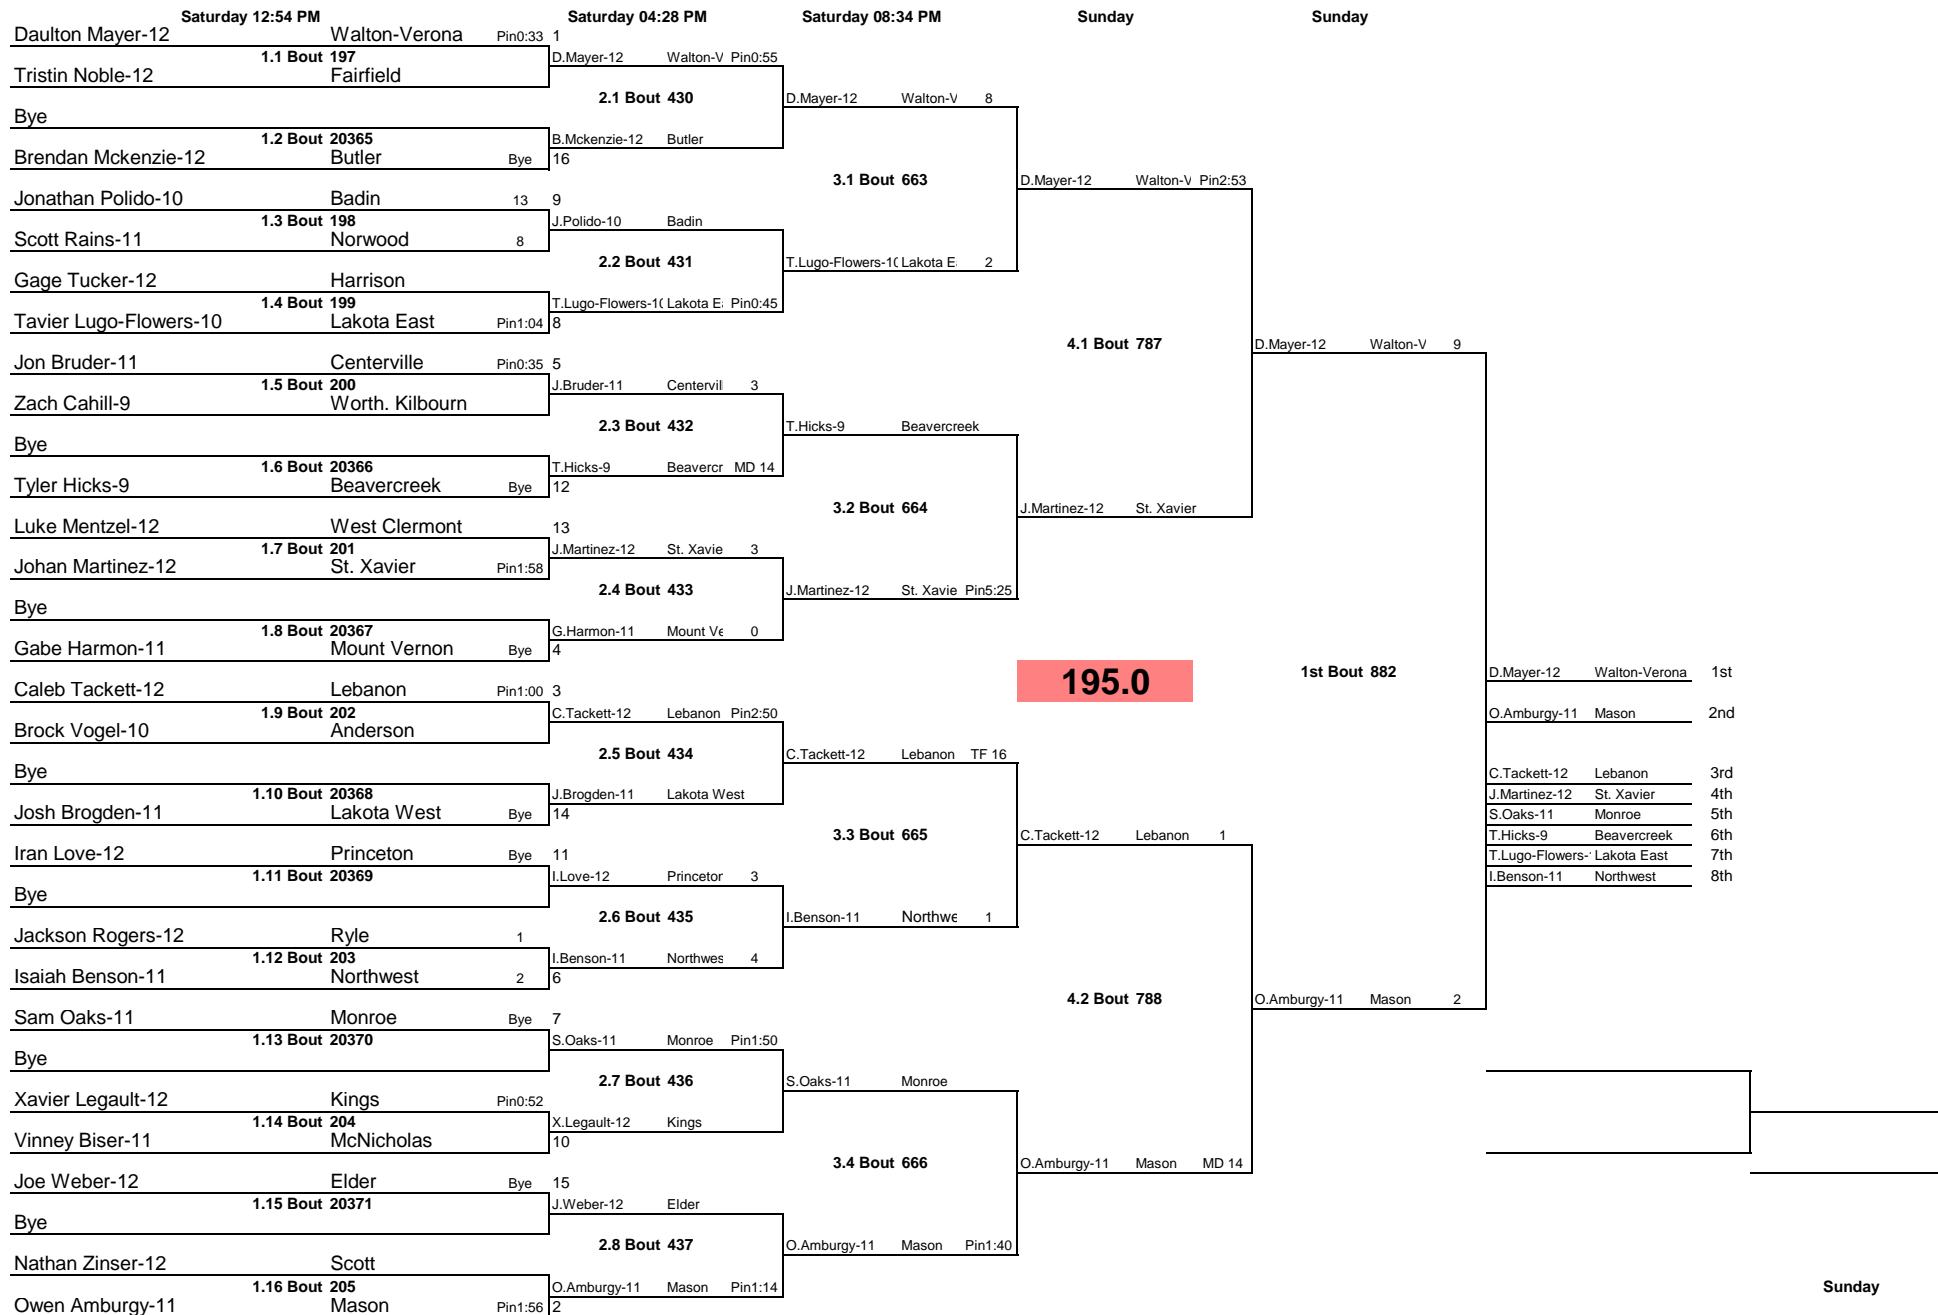 Saturday 12:54 PM Saturday 04:28 PM Saturday 08:34 PM Sunday Sunday
Daulton Mayer-12 Walton-Verona Pin0:33 1
1.1 Bout 197 D.Mayer-12 Walton-V Pin0:55
Tristin Noble-12 Fairfield
2.1 Bout 430 D.Mayer-12 Walton-V 8
Bye
1.2 Bout 20365 B.Mckenzie-12 Butler
Brendan Mckenzie-12 Butler Bye 16
3.1 Bout 663 D.Mayer-12 Walton-V Pin2:53
Jonathan Polido-10 Badin 13 9
1.3 Bout 198 J.Polido-10 Badin
Scott Rains-11 Norwood 8
2.2 Bout 431 T.Lugo-Flowers-10 Lakota E 2
Gage Tucker-12 Harrison
1.4 Bout 199 T.Lugo-Flowers-10 Lakota E Pin0:45
Tavier Lugo-Flowers-10 Lakota East Pin1:04 8
4.1 Bout 787 D.Mayer-12 Walton-V 9
Jon Bruder-11 Centerville Pin0:35 5
1.5 Bout 200 J.Bruder-11 Centervil 3
Zach Cahill-9 Worth. Kilbourn
2.3 Bout 432 T.Hicks-9 Beavercreek
Bye
1.6 Bout 20366 T.Hicks-9 Beavercr MD 14
Tyler Hicks-9 Beavercreek Bye 12
3.2 Bout 664 J.Martinez-12 St. Xavier
Luke Mentzel-12 West Clermont 13
1.7 Bout 201 J.Martinez-12 St. Xavie 3
Johan Martinez-12 St. Xavier Pin1:58
2.4 Bout 433 J.Martinez-12 St. Xavie Pin5:25
Bye
1.8 Bout 20367 G.Harmon-11 Mount Ve 0
Gabe Harmon-11 Mount Vernon Bye 4
195.0 1st Bout 882 D.Mayer-12 Walton-Verona 1st
Caleb Tackett-12 Lebanon Pin1:00 3
1.9 Bout 202 C.Tackett-12 Lebanon Pin2:50 O.Amburgy-11 Mason 2nd
Brock Vogel-10 Anderson
2.5 Bout 434 C.Tackett-12 Lebanon TF 16
Bye C.Tackett-12 Lebanon 3rd
1.10 Bout 20368 J.Brogden-11 Lakota West J.Martinez-12 St. Xavier 4th
Josh Brogden-11 Lakota West Bye 14 S.Oaks-11 Monroe 5th
3.3 Bout 665 C.Tackett-12 Lebanon 1 T.Hicks-9 Beavercreek 6th
Iran Love-12 Princeton Bye 11 T.Lugo-Flowers- Lakota East 7th
1.11 Bout 20369 I.Love-12 Princetor 3 I.Benson-11 Northwest 8th
Bye
2.6 Bout 435 I.Benson-11 Northwe 1
Jackson Rogers-12 Ryle 1
1.12 Bout 203 I.Benson-11 Northwes 4
Isaiah Benson-11 Northwest 2 6
4.2 Bout 788 O.Amburgy-11 Mason 2
Sam Oaks-11 Monroe Bye 7
1.13 Bout 20370 S.Oaks-11 Monroe Pin1:50
Bye
2.7 Bout 436 S.Oaks-11 Monroe
Xavier Legault-12 Kings Pin0:52
1.14 Bout 204 X.Legault-12 Kings
Vinney Biser-11 McNicholas 10
3.4 Bout 666 O.Amburgy-11 Mason MD 14
Joe Weber-12 Elder Bye 15
1.15 Bout 20371 J.Weber-12 Elder
Bye
2.8 Bout 437 O.Amburgy-11 Mason Pin1:40
Nathan Zinser-12 Scott
1.16 Bout 205 O.Amburgy-11 Mason Pin1:14 Sunday
Owen Amburgy-11 Mason Pin1:56 2